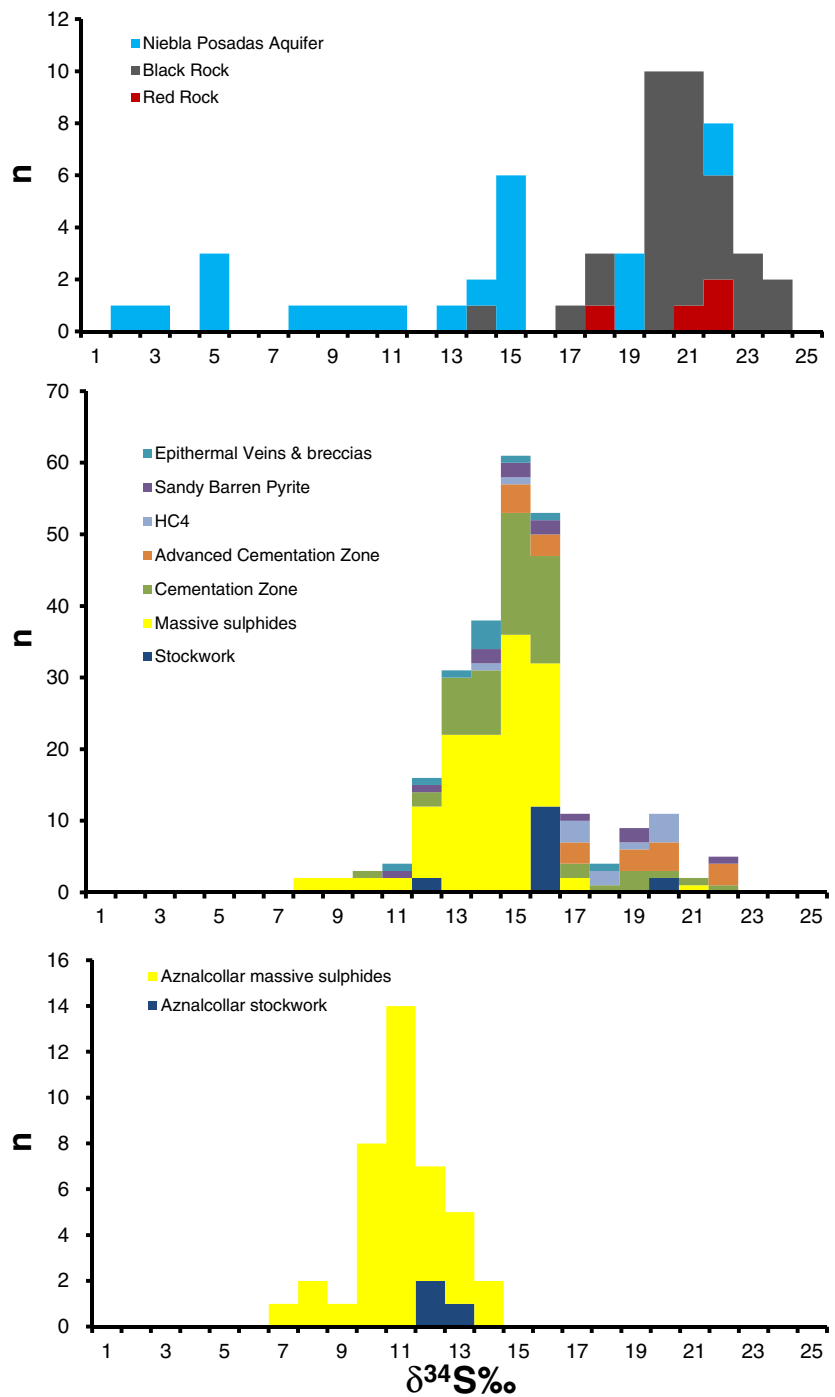 12
10
8
6
4
2
0
n
Niebla Posadas Aquifer
Black Rock
Red Rock
1 3 5 7 9 11 13 15 17 19 21 23 25
70
60
50
40
30
20
10
0
n
Epithermal Veins & breccias
Sandy Barren Pyrite
HC4
Advanced Cementation Zone
Cementation Zone
Massive sulphides
Stockwork
1 3 5 7 9 11 13 15 17 19 21 23 25
16
14
12
10
8
6
4
2
0
n
Aznalcollar massive sulphides
Aznalcollar stockwork
1 3 5 7 9 11 13 15 17 19 21 23 25
δ³⁴S‰